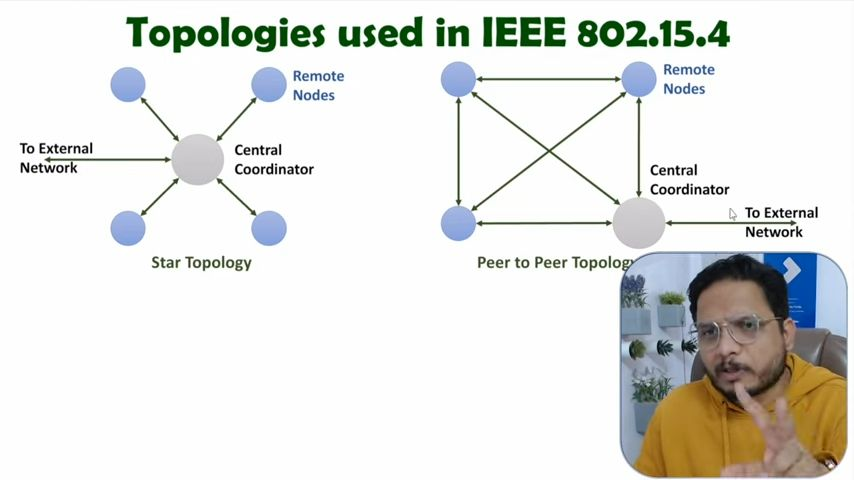 Topologies used in IEEE 802.15.4
Remote
Nodes
To External
Network
Central
Coordinator
Star Topology
Remote
Nodes
Central
Coordinator
To External
Network
Peer to Peer Topology